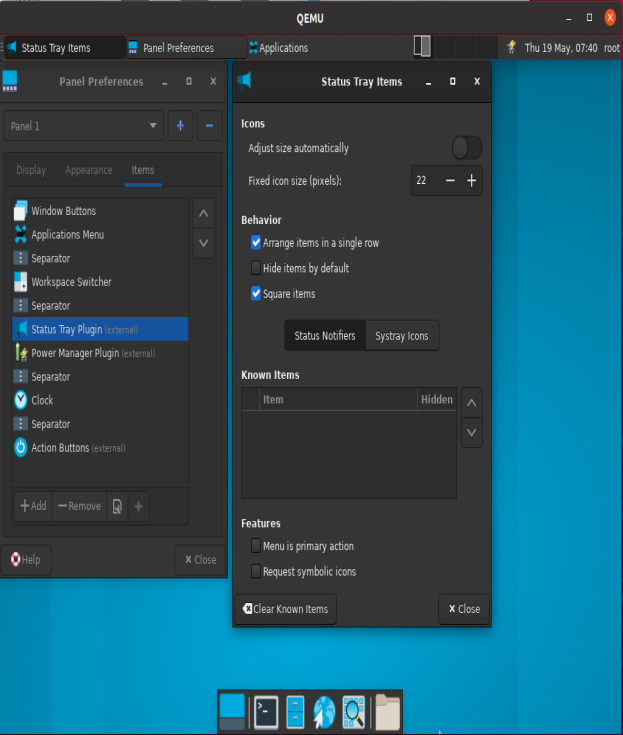 QEMU
Status Tray Items
Panel Preferences
Applications
Thu 19 May, 07:40 root
Panel Preferences
Panel 1
Display Appearance Items
Window Buttons
Applications Menu
Separator
Workspace Switcher
Separator
Status Tray Plugin (external)
Power Manager Plugin (external)
Separator
Clock
Separator
Action Buttons (external)
Add Remove
Help
Close
Status Tray Items
Icons
Adjust size automatically
Fixed icon size (pixels): 22
Behavior
Arrange items in a single row
Hide items by default
Square items
Status Notifiers Systray Icons
Known Items
Item Hidden
Features
Menu is primary action
Request symbolic icons
Clear Known Items
Close